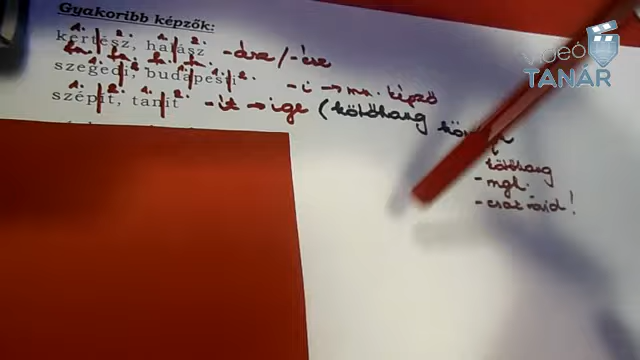 Gyakoribb képzők:
kertész, halász -ász / -ész
szegedi, budapesti -i → mn. képző
szépít, tanít -ít → ige (kötőhang
kötőhang
- mgl.
- csak rövid!
videó
TANÁR